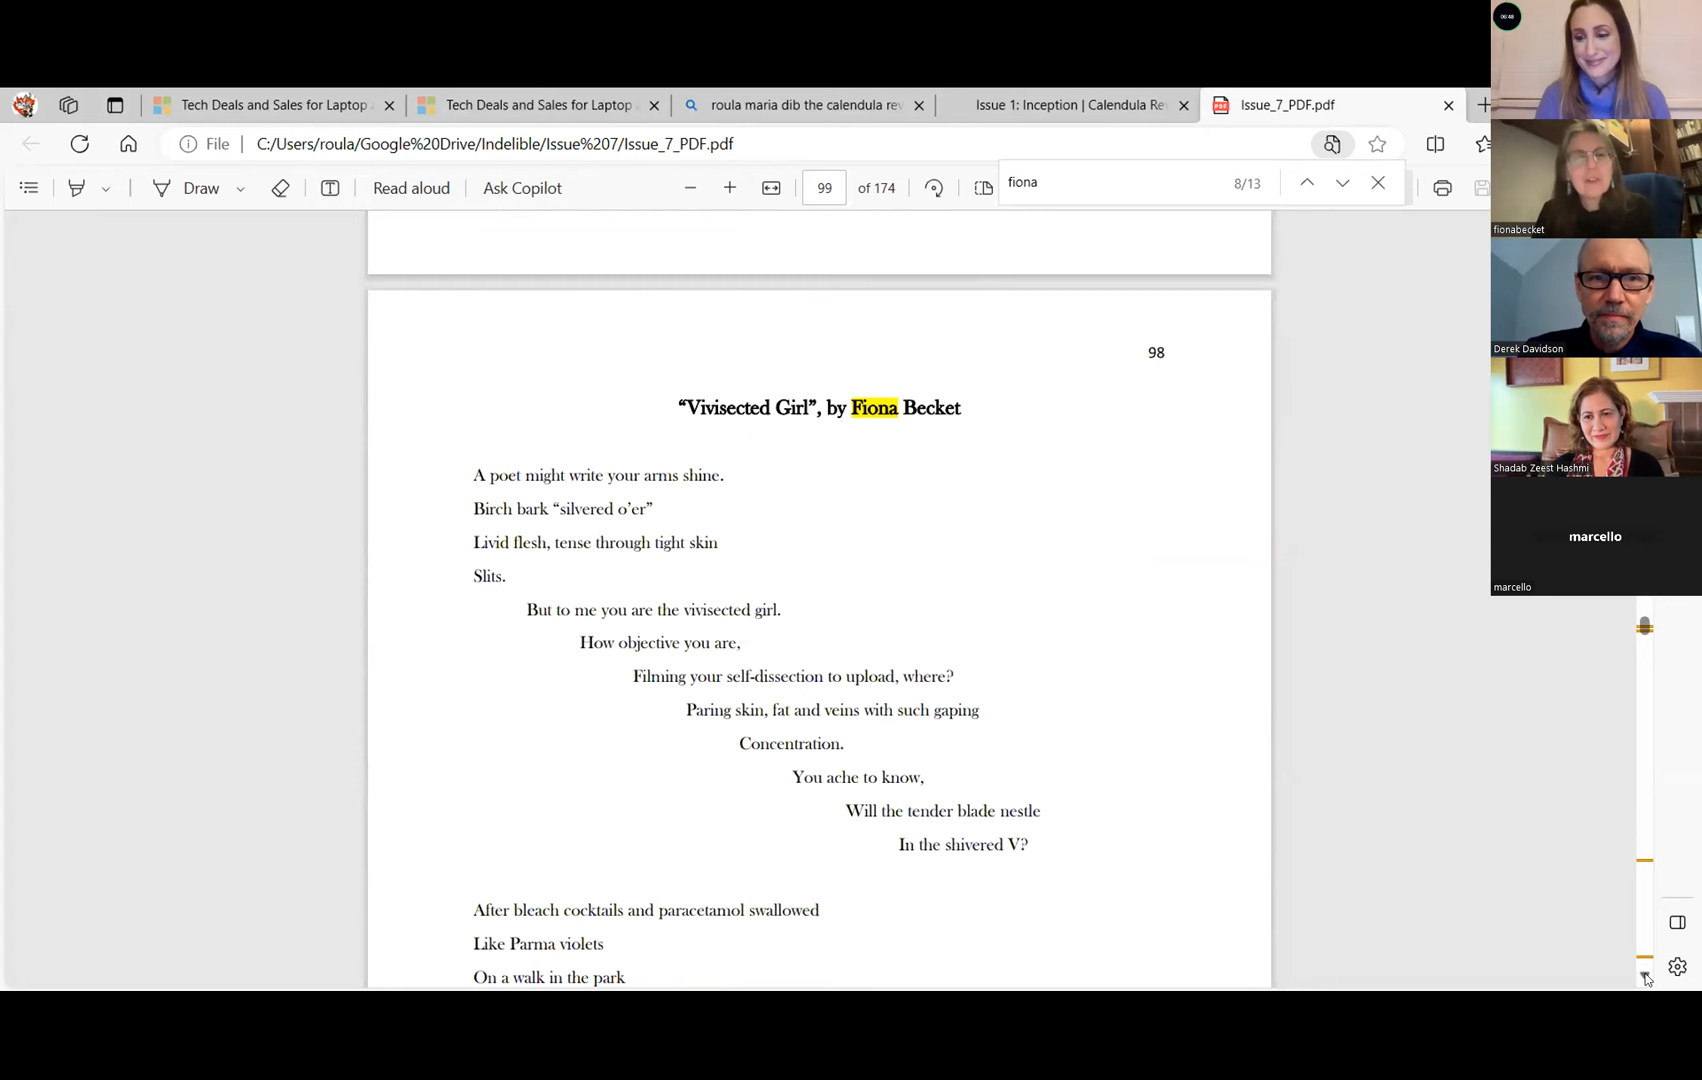 06:48
Tech Deals and Sales for Laptop
Tech Deals and Sales for Laptop
roula maria dib the calendula rev
Issue 1: Inception | Calendula Re
Issue_7_PDF.pdf
File
C:/Users/roula/Google%20Drive/Indelible/Issue%207/Issue_7_PDF.pdf
fiona
8/13
Draw
Read aloud
Ask Copilot
99
of 174
98
“Vivisected Girl”, by Fiona Becket
A poet might write your arms shine.
Birch bark “silvered o’er”
Livid flesh, tense through tight skin
Slits.
But to me you are the vivisected girl.
How objective you are,
Filming your self-dissection to upload, where?
Paring skin, fat and veins with such gaping
Concentration.
You ache to know,
Will the tender blade nestle
In the shivered V?
After bleach cocktails and paracetamol swallowed
Like Parma violets
On a walk in the park
fionabecket
Derek Davidson
Shadab Zeest Hashmi
marcello
marcello